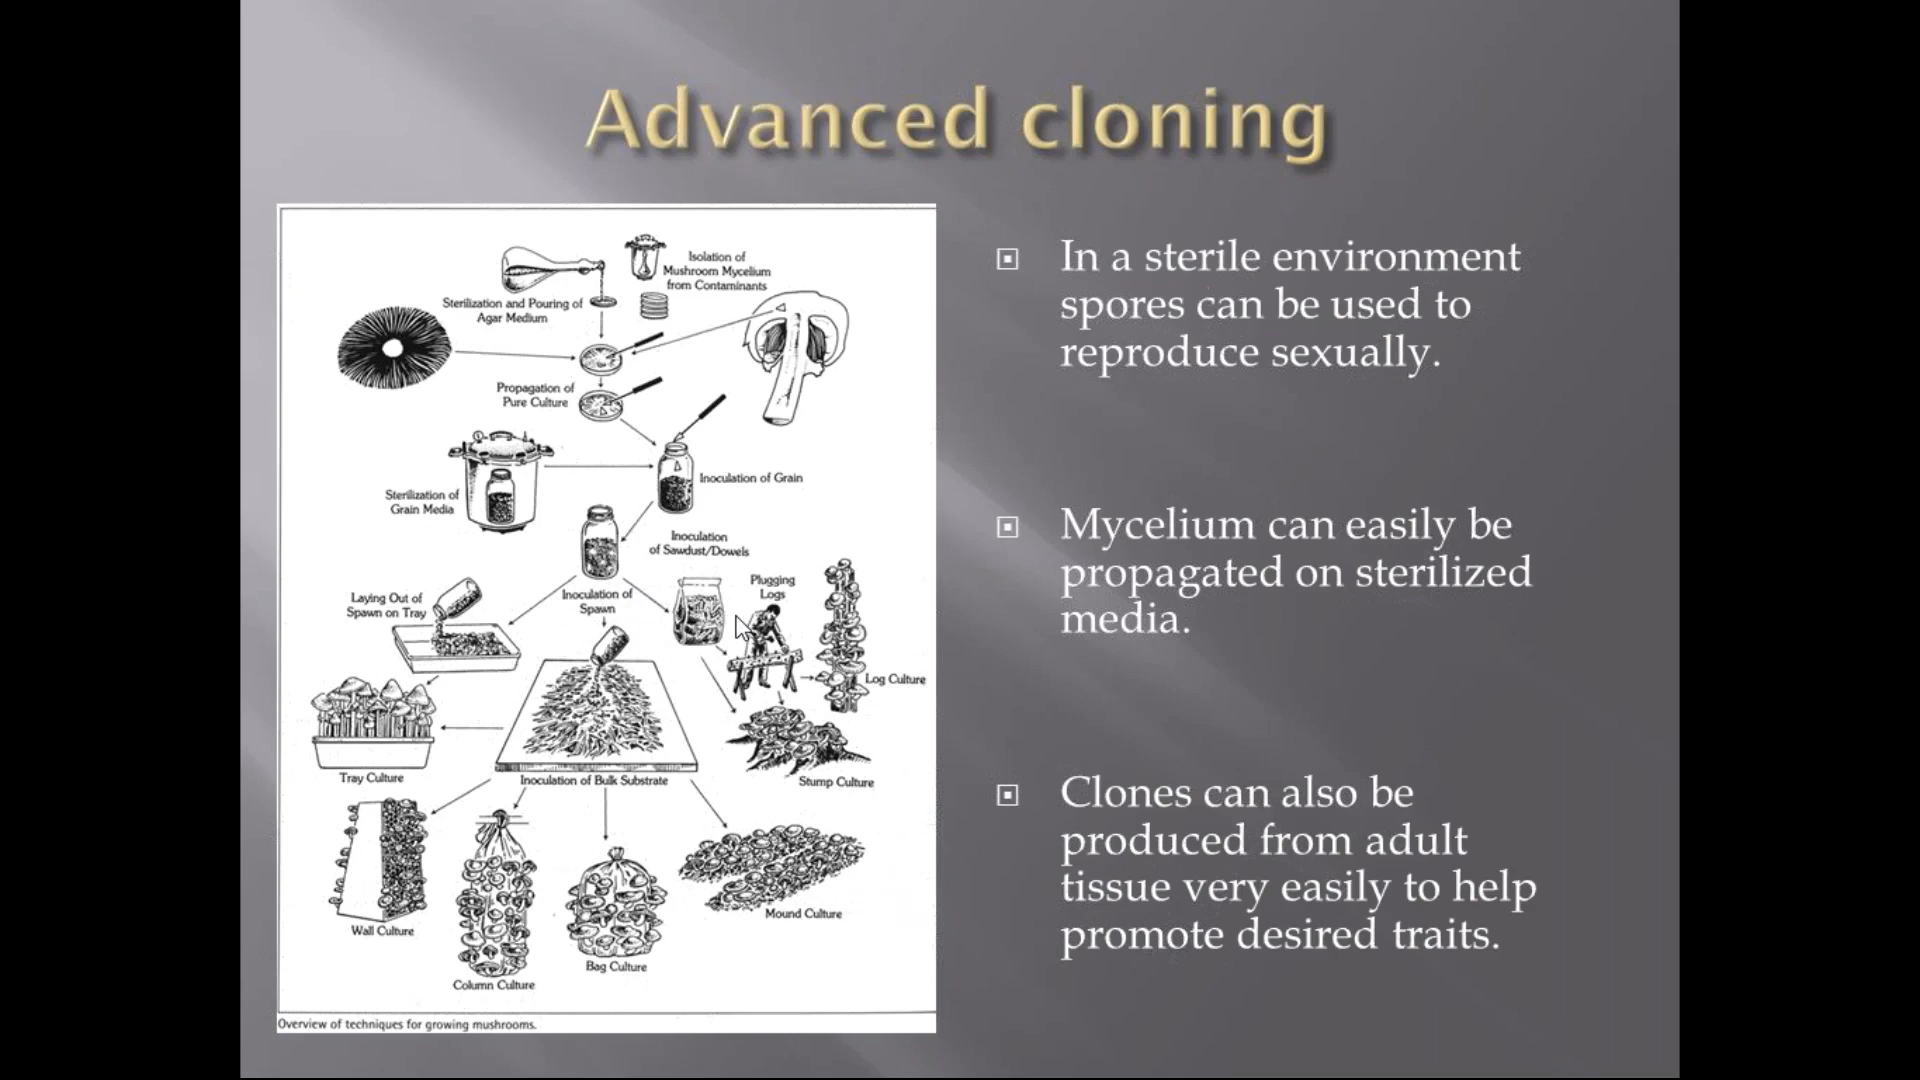 Advanced cloning
Isolation of
Mushroom Mycelium
from Contaminants
Sterilization and Pouring of
Agar Medium
Propagation of
Pure Culture
Inoculation of Grain
Sterilization of
Grain Media
Inoculation
of Sawdust/Dowels
Plugging
Logs
Laying Out of
Spawn on Tray
Inoculation of
Spawn
Log Culture
Tray Culture
Inoculation of Bulk Substrate
Stump Culture
Mound Culture
Wall Culture
Bag Culture
Column Culture
Overview of techniques for growing mushrooms.
In a sterile environment
spores can be used to
reproduce sexually.
Mycelium can easily be
propagated on sterilized
media.
Clones can also be
produced from adult
tissue very easily to help
promote desired traits.